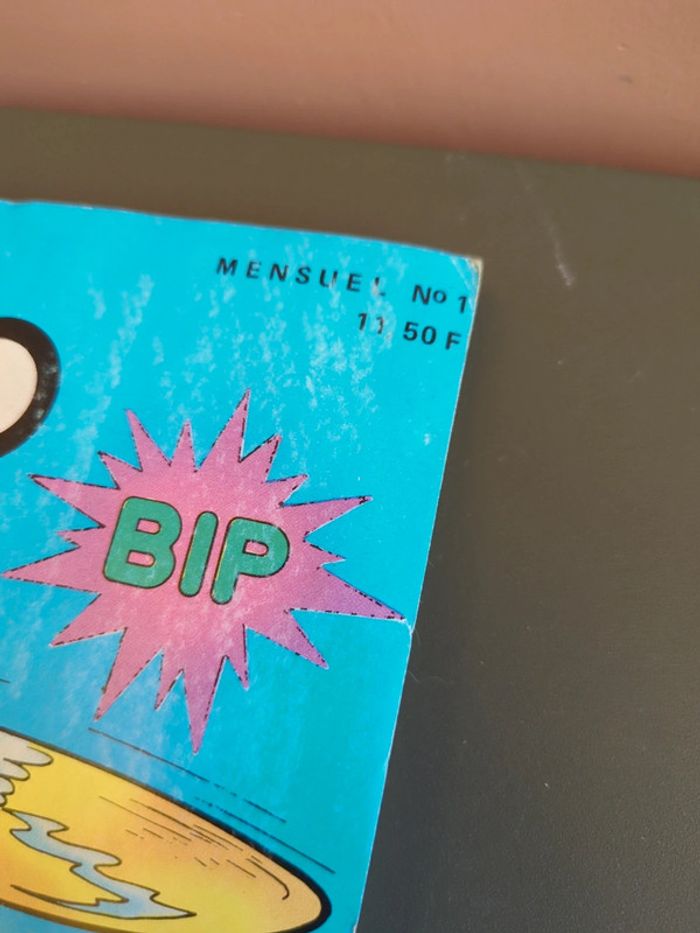 MENSUEL Nº 1
11,50 F
BIP